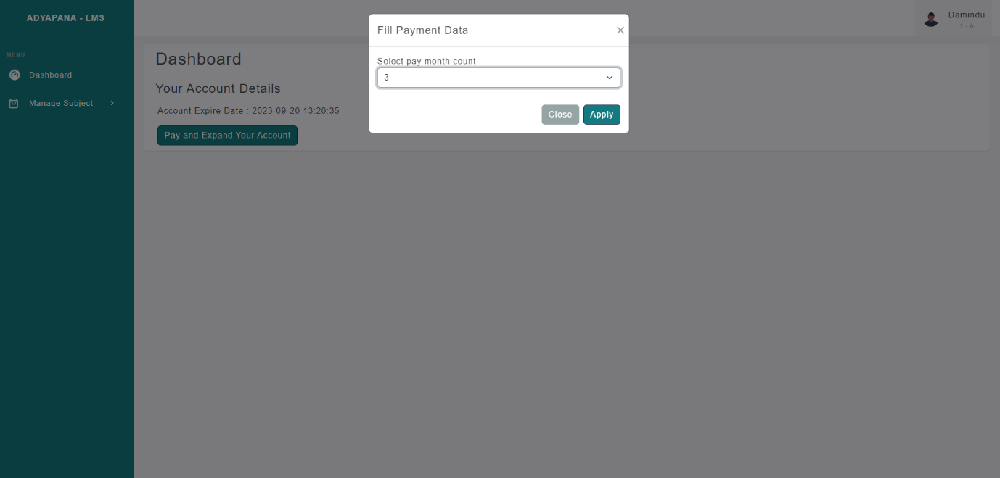 ADYAPANA - LMS
MENU
Dashboard
Manage Subject
Damindu
1 - A
Dashboard
Your Account Details
Account Expire Date : 2023-09-20 13:20:35
Pay and Expand Your Account
Fill Payment Data
Select pay month count
3
Close
Apply